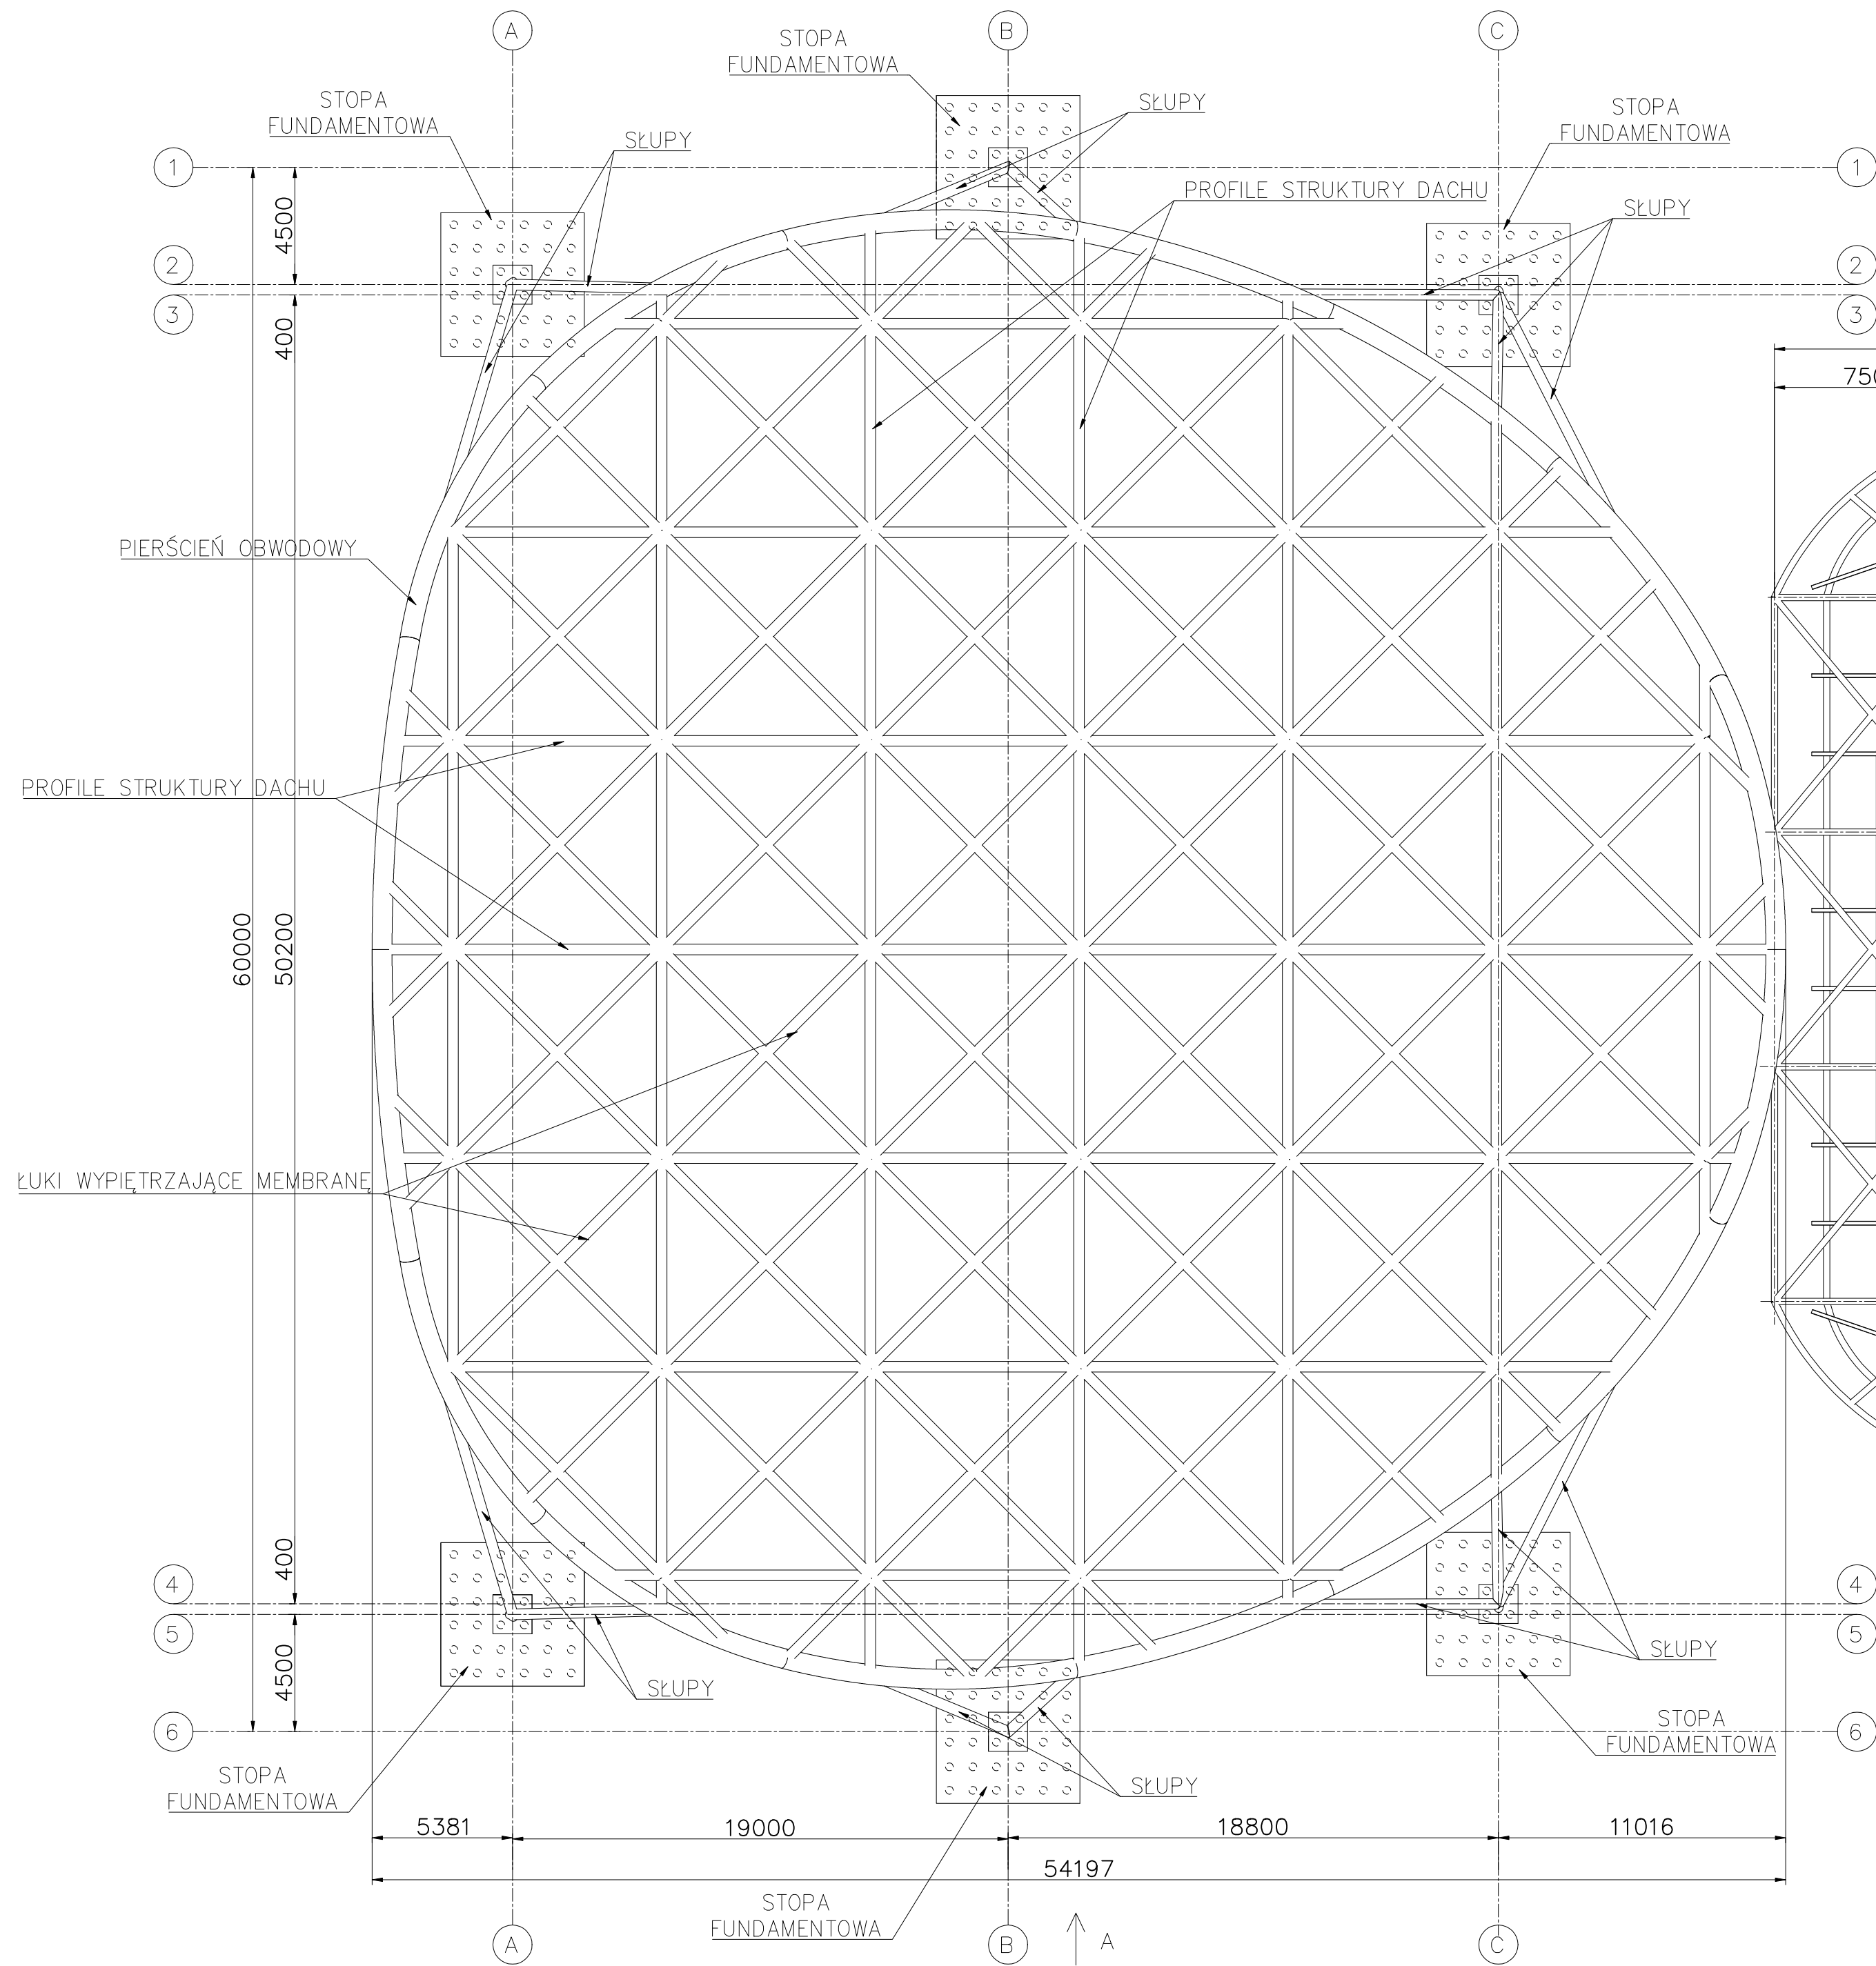 A
B
C
STOPA
FUNDAMENTOWA
SŁUPY
STOPA
FUNDAMENTOWA
SŁUPY
STOPA
FUNDAMENTOWA
1
1
PROFILE STRUKTURY DACHU
SŁUPY
4500
2
2
3
3
400
750
PIERŚCIEŃ OBWODOWY
PROFILE STRUKTURY DACHU
60000
50200
ŁUKI WYPIĘTRZAJĄCE MEMBRANĘ
400
4
4
5
5
4500
SŁUPY
SŁUPY
6
6
STOPA
FUNDAMENTOWA
STOPA
FUNDAMENTOWA
SŁUPY
5381
19000
18800
11016
54197
STOPA
FUNDAMENTOWA
A
B
A
C